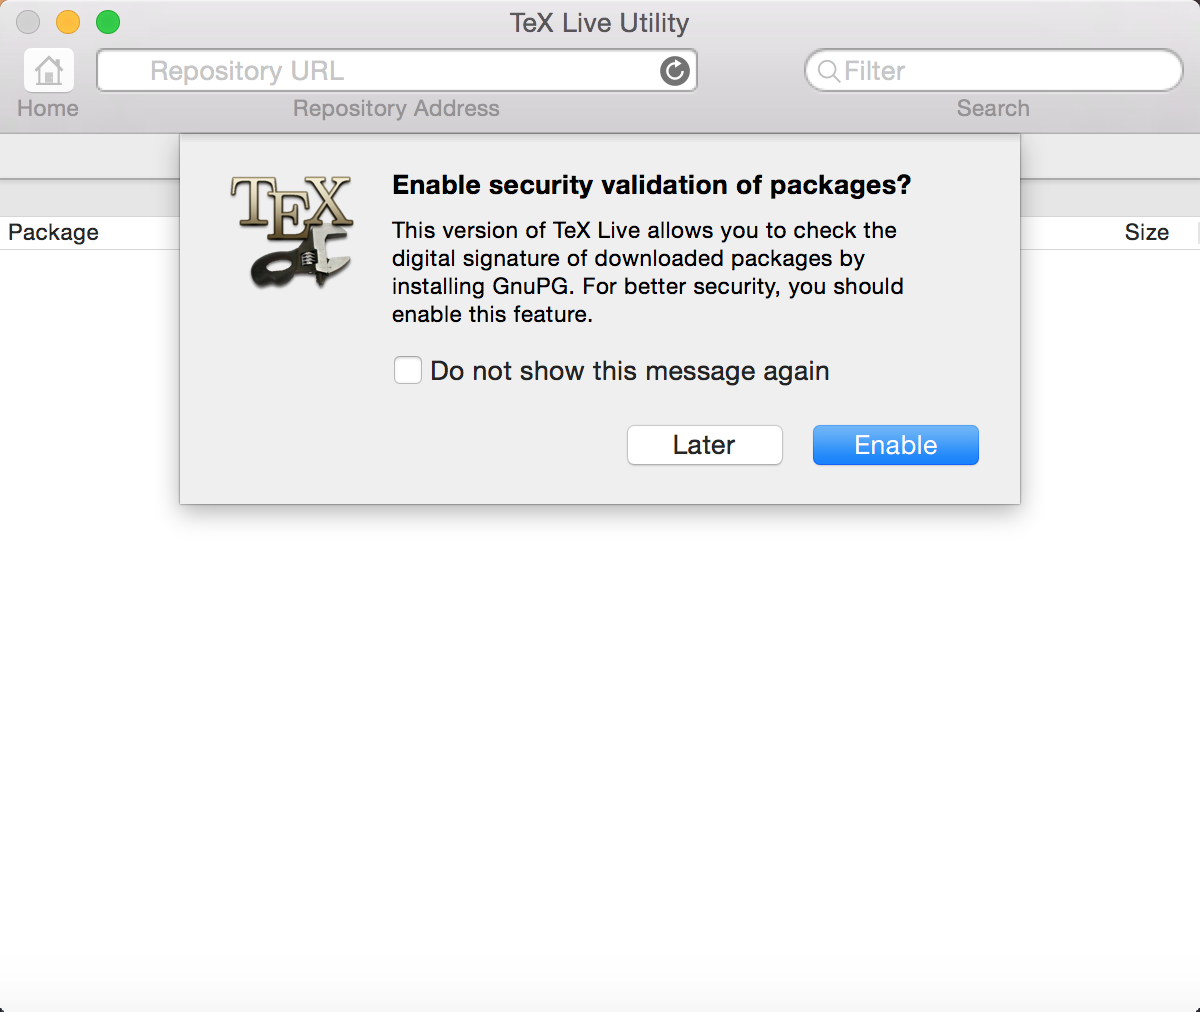 TeX Live Utility
Repository URL
Filter
Home
Repository Address
Search
Package
Size
TEX
Enable security validation of packages?
This version of TeX Live allows you to check the
digital signature of downloaded packages by
installing GnuPG. For better security, you should
enable this feature.
Do not show this message again
Later
Enable